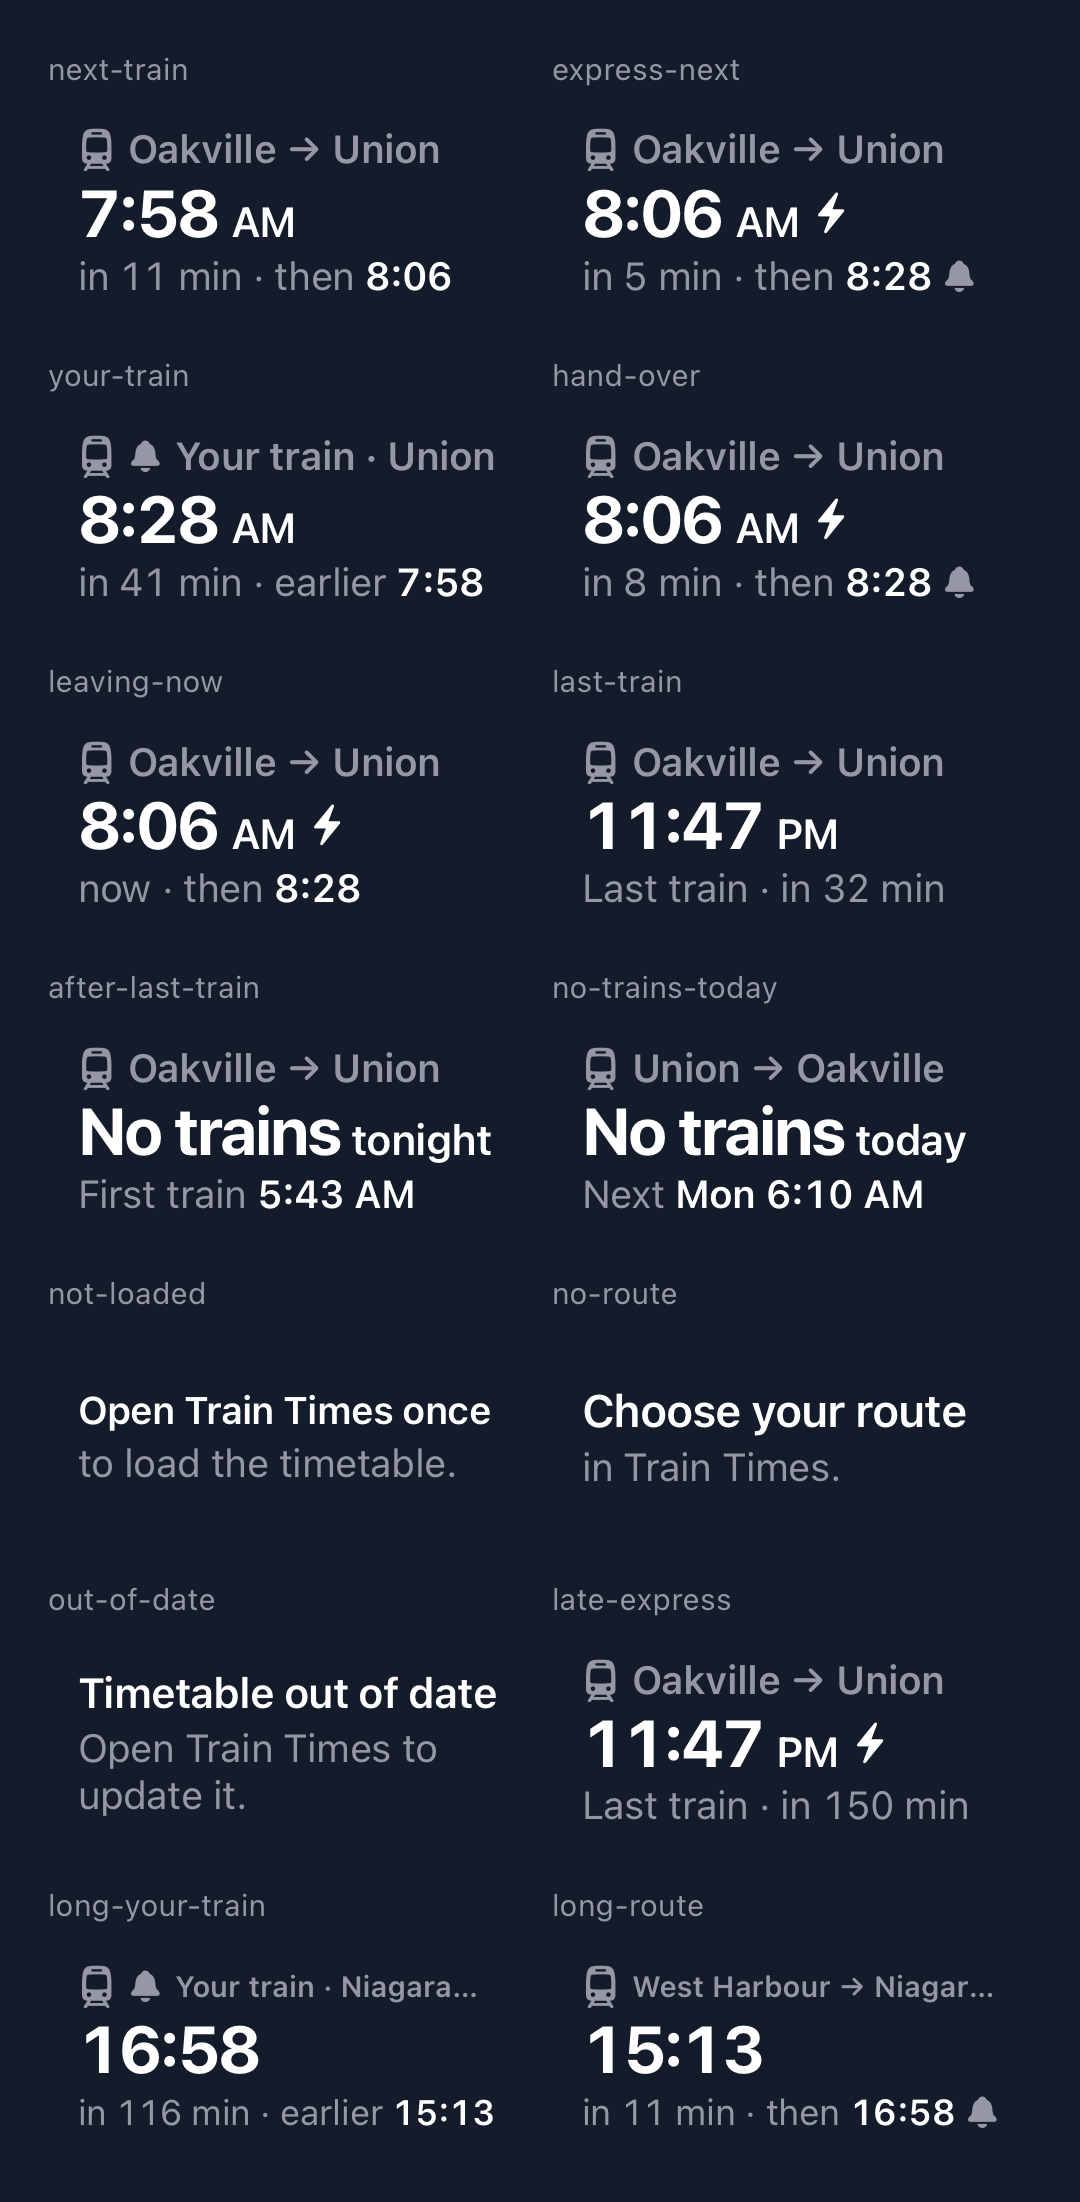 next-train
Oakville → Union
7:58 AM
in 11 min · then 8:06
express-next
Oakville → Union
8:06 AM
in 5 min · then 8:28
your-train
Your train · Union
8:28 AM
in 41 min · earlier 7:58
hand-over
Oakville → Union
8:06 AM
in 8 min · then 8:28
leaving-now
Oakville → Union
8:06 AM
now · then 8:28
last-train
Oakville → Union
11:47 PM
Last train · in 32 min
after-last-train
Oakville → Union
No trains tonight
First train 5:43 AM
no-trains-today
Union → Oakville
No trains today
Next Mon 6:10 AM
not-loaded
Open Train Times once
to load the timetable.
no-route
Choose your route
in Train Times.
out-of-date
Timetable out of date
Open Train Times to
update it.
late-express
Oakville → Union
11:47 PM
Last train · in 150 min
long-your-train
Your train · Niagara...
16:58
in 116 min · earlier 15:13
long-route
West Harbour → Niagar...
15:13
in 11 min · then 16:58